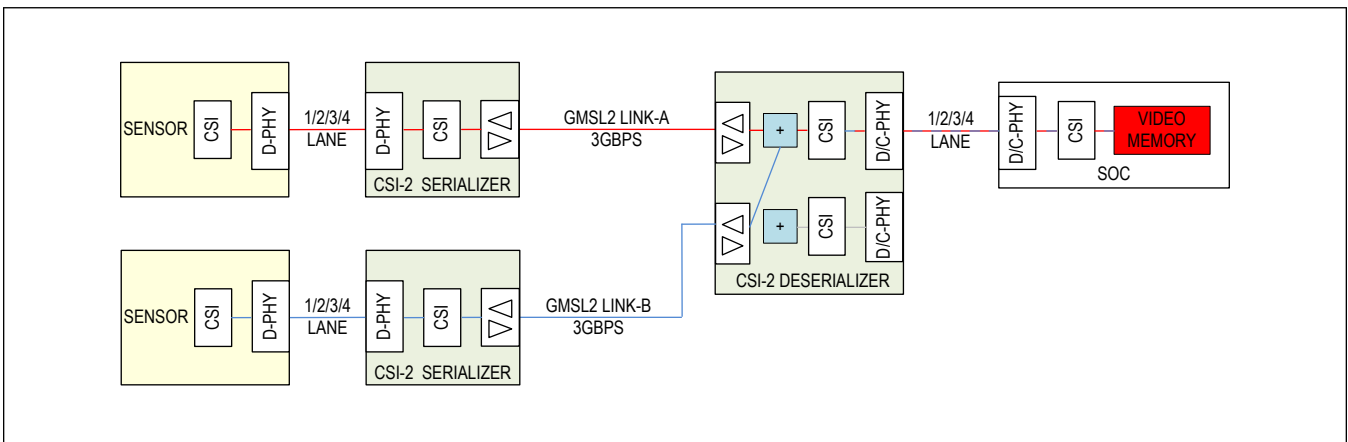 SENSOR
CSI
D-PHY
1/2/3/4
LANE
D-PHY
CSI
CSI-2 SERIALIZER
GMSL2 LINK-A
3GBPS
+
CSI
D/C-PHY
1/2/3/4
LANE
D/C-PHY
CSI
VIDEO
MEMORY
SOC
SENSOR
CSI
D-PHY
1/2/3/4
LANE
D-PHY
CSI
CSI-2 SERIALIZER
GMSL2 LINK-B
3GBPS
+
CSI
D/C-PHY
CSI-2 DESERIALIZER